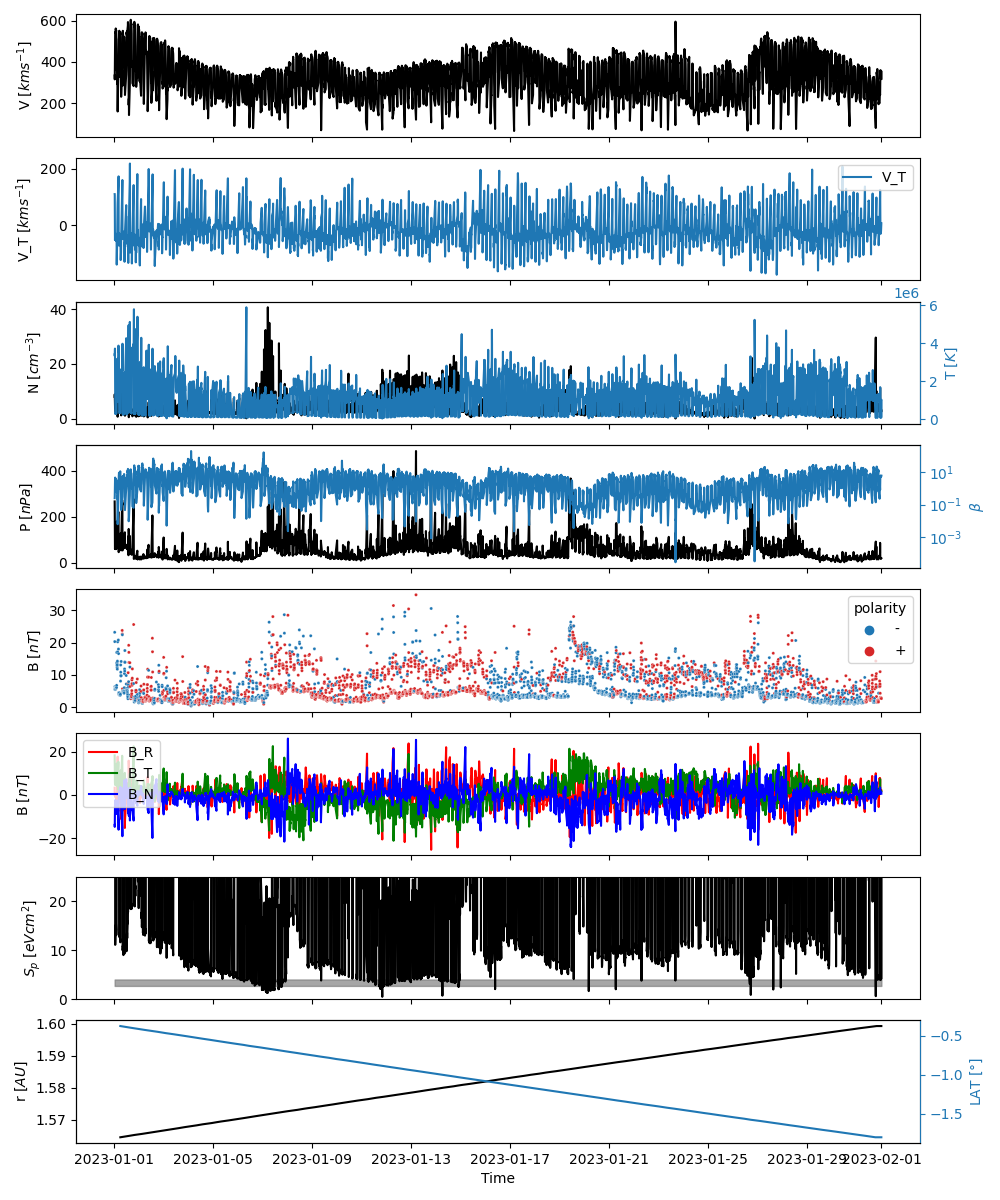 600
400
200
V [kms⁻¹]
200
0
V_T [kms⁻¹]
V_T
40
20
0
N [cm⁻³]
1e6
6
4
2
0
T [K]
400
200
0
P [nPa]
10¹
10⁻¹
10⁻³
β
30
20
10
0
B [nT]
polarity
-
+
20
0
−20
B [nT]
B_R
B_T
B_N
20
10
0
Sₚ [eVcm²]
1.60
1.59
1.58
1.57
r [AU]
−0.5
−1.0
−1.5
LAT [°]
2023-01-01 2023-01-05 2023-01-09 2023-01-13 2023-01-17 2023-01-21 2023-01-25 2023-01-29 2023-02-01
Time